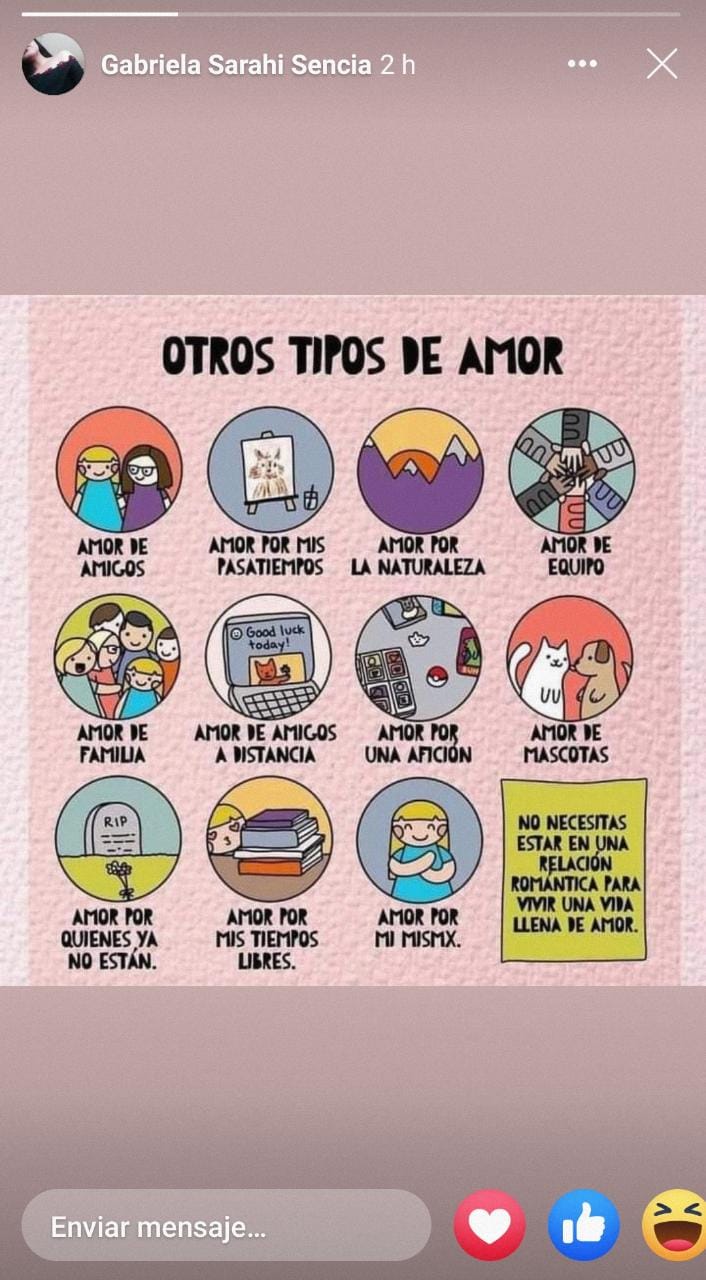 Gabriela Sarahi Sencia 2 h
OTROS TIPOS DE AMOR
AMOR DE
AMIGOS
AMOR POR MIS
PASATIEMPOS
AMOR POR
LA NATURALEZA
AMOR DE
EQUIPO
Good luck
today!
AMOR DE
FAMILIA
AMOR DE AMIGOS
A DISTANCIA
AMOR POR
UNA AFICIÓN
AMOR DE
MASCOTAS
RIP
AMOR POR
QUIENES YA
NO ESTÁN.
AMOR POR
MIS TIEMPOS
LIBRES.
AMOR POR
MI MISMX.
NO NECESITAS
ESTAR EN UNA
RELACIÓN
ROMÁNTICA PARA
VIVIR UNA VIDA
LLENA DE AMOR.
Enviar mensaje...